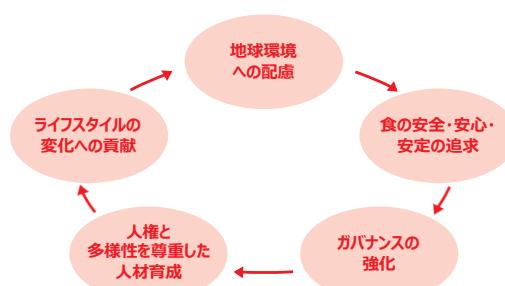 地球環境
への配慮
食の安全・安心・
安定の追求
ガバナンスの
強化
人権と
多様性を尊重した
人材育成
ライフスタイルの
変化への貢献